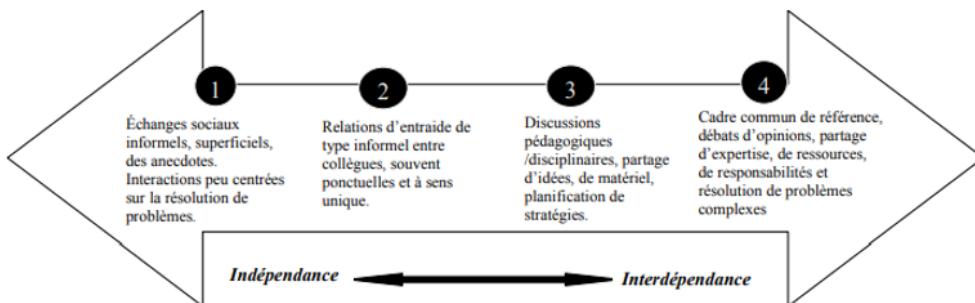 1
Échanges sociaux
informels, superficiels,
des anecdotes.
Interactions peu centrées
sur la résolution de
problèmes.
2
Relations d'entraide de
type informel entre
collègues, souvent
ponctuelles et à sens
unique.
3
Discussions
pédagogiques
/disciplinaires, partage
d'idées, de matériel,
planification de
stratégies.
4
Cadre commun de référence,
débats d'opinions, partage
d'expertise, de ressources,
de responsabilités et
résolution de problèmes
complexes
Indépendance
Interdépendance